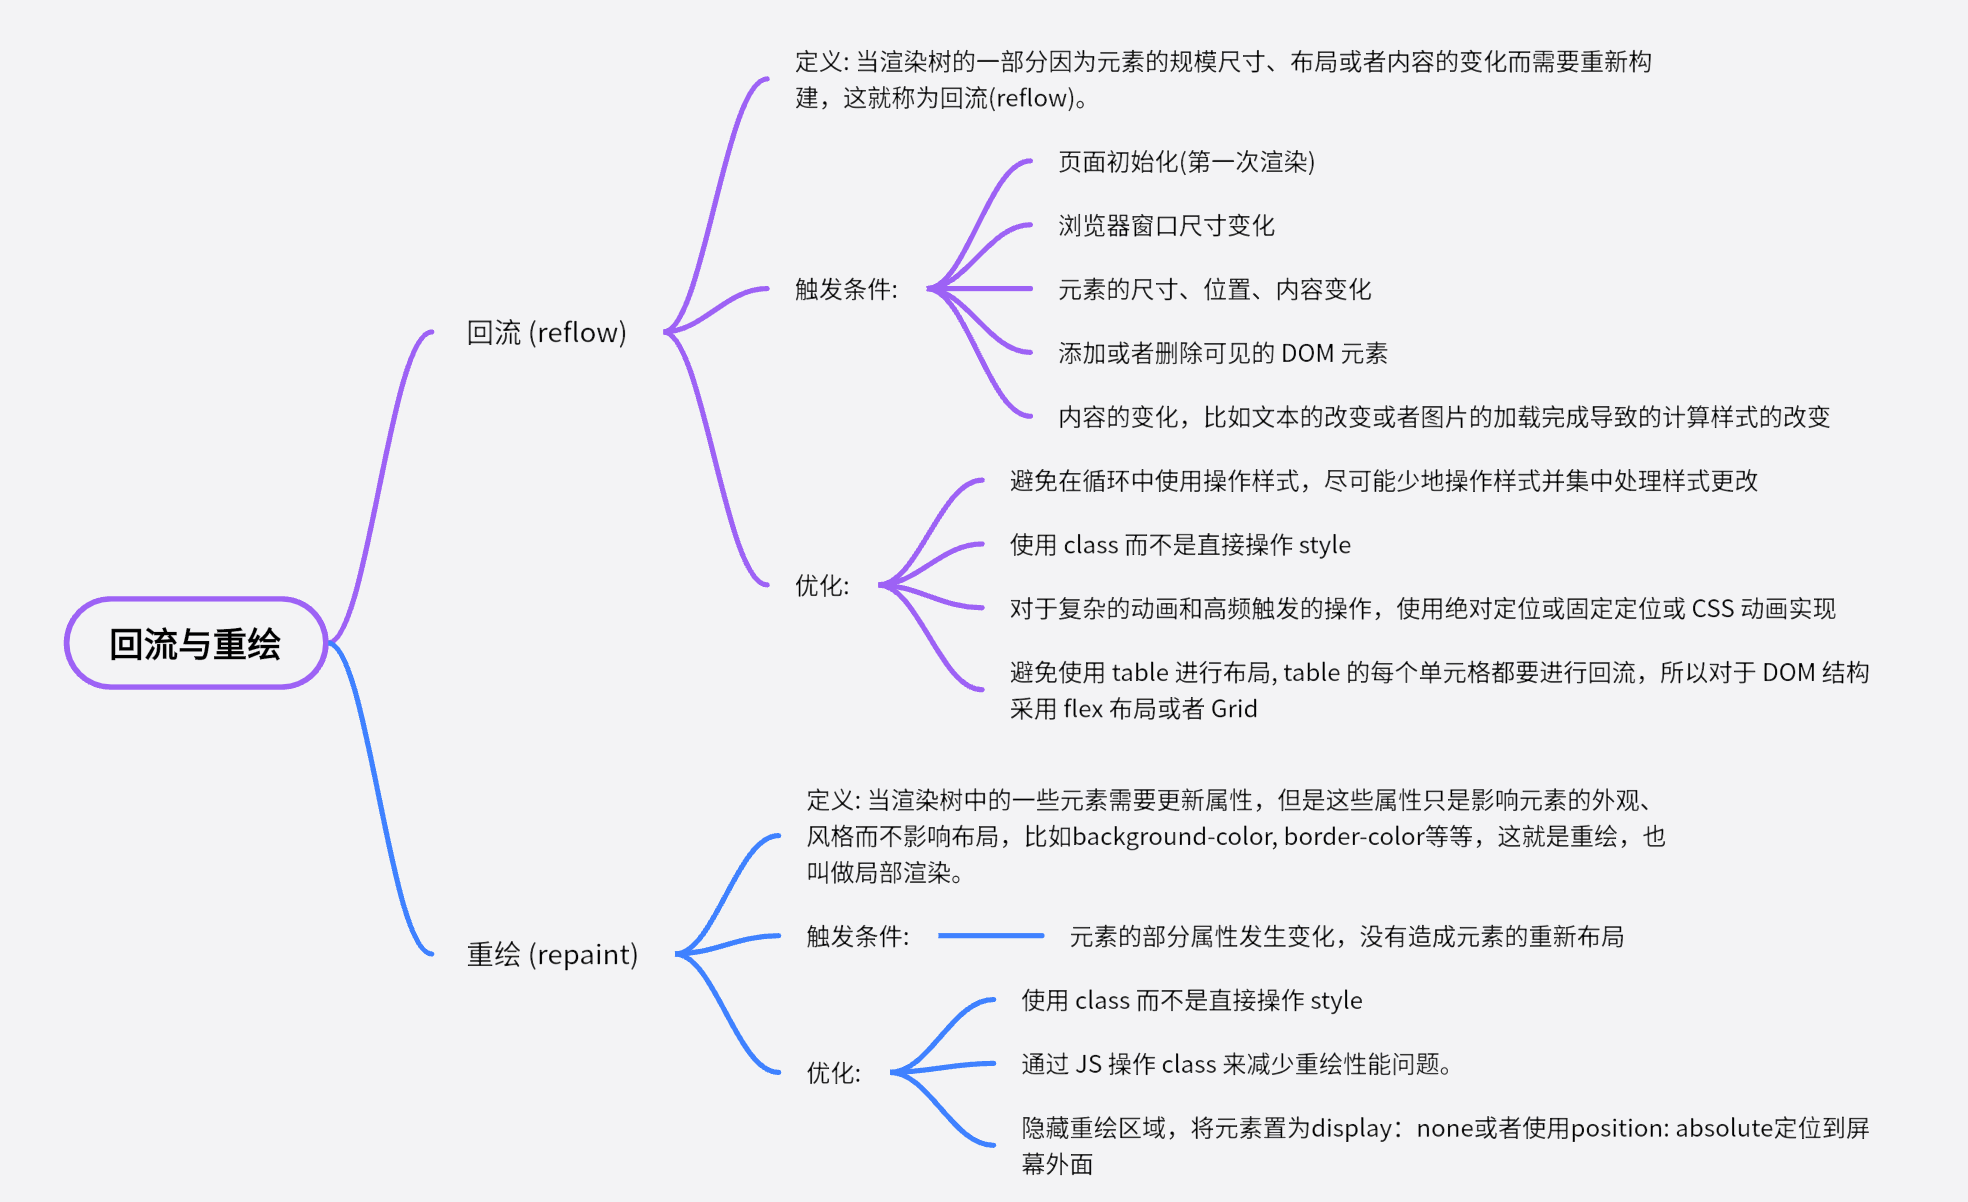 定义: 当渲染树的一部分因为元素的规模尺寸、布局或者内容的变化而需要重新构
建，这就称为回流(reflow)。
页面初始化(第一次渲染)
浏览器窗口尺寸变化
触发条件:
元素的尺寸、位置、内容变化
回流 (reflow)
添加或者删除可见的 DOM 元素
内容的变化，比如文本的改变或者图片的加载完成导致的计算样式的改变
避免在循环中使用操作样式，尽可能少地操作样式并集中处理样式更改
使用 class 而不是直接操作 style
优化:
对于复杂的动画和高频触发的操作，使用绝对定位或固定定位或 CSS 动画实现
避免使用 table 进行布局, table 的每个单元格都要进行回流，所以对于 DOM 结构
采用 flex 布局或者 Grid
回流与重绘
定义: 当渲染树中的一些元素需要更新属性，但是这些属性只是影响元素的外观、
风格而不影响布局，比如background-color, border-color等等，这就是重绘，也
叫做局部渲染。
触发条件:
元素的部分属性发生变化，没有造成元素的重新布局
重绘 (repaint)
使用 class 而不是直接操作 style
优化:
通过 JS 操作 class 来减少重绘性能问题。
隐藏重绘区域，将元素置为display：none或者使用position: absolute定位到屏
幕外面